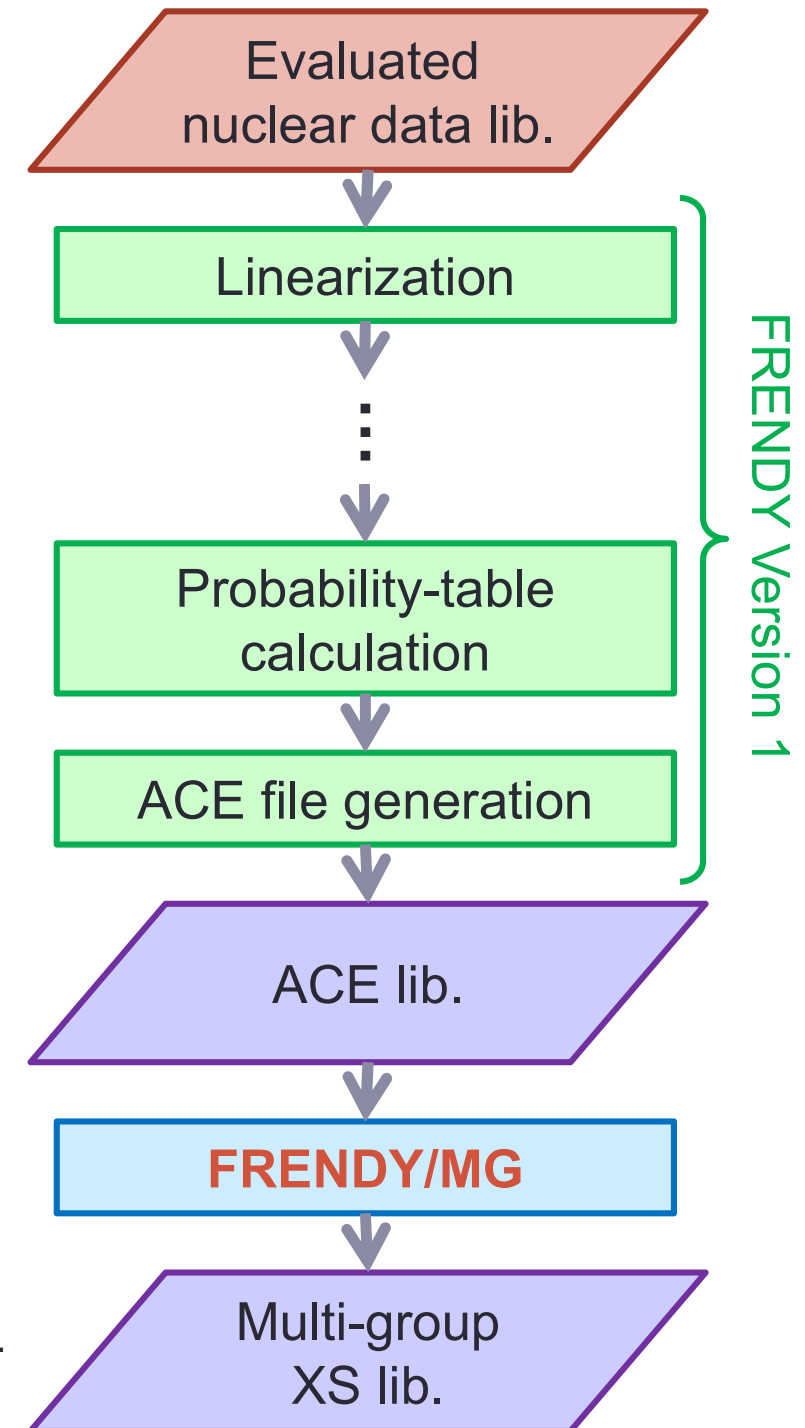 Evaluated
nuclear data lib.
Linearization
⋮
Probability-table
calculation
ACE file generation
FRENDY Version 1
ACE lib.
FRENDY/MG
Multi-group
XS lib.
.